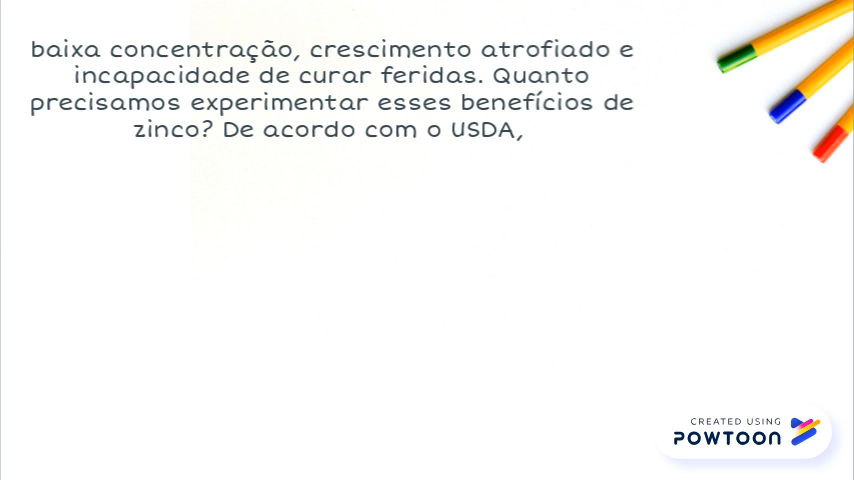 baixa concentração, crescimento atrofiado e
incapacidade de curar feridas. Quanto
precisamos experimentar esses benefícios de
zinco? De acordo com o USDA,
CREATED USING
POWTOON